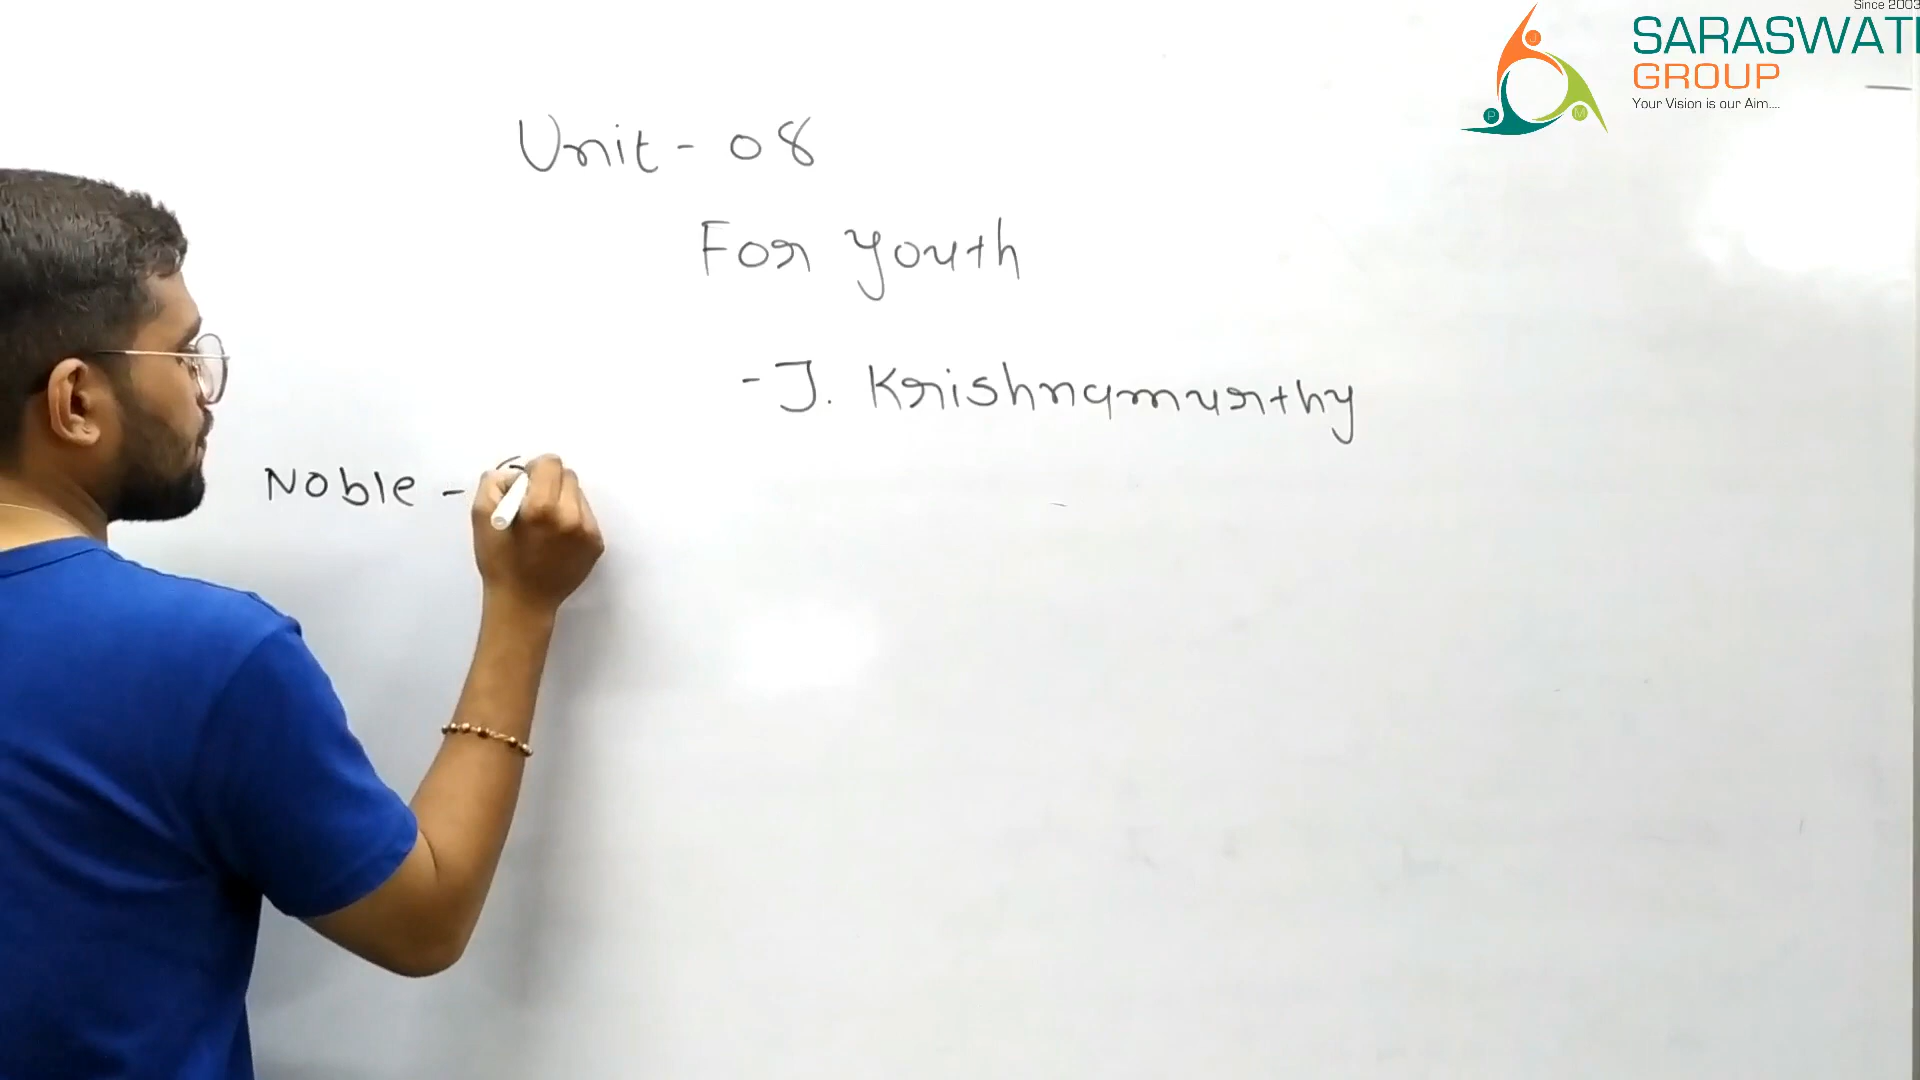 Since 2003
SARASWATI
GROUP
Your Vision is our Aim....
J
P
M
Unit - 08
For youth
- J. Krishnamurthy
Noble -